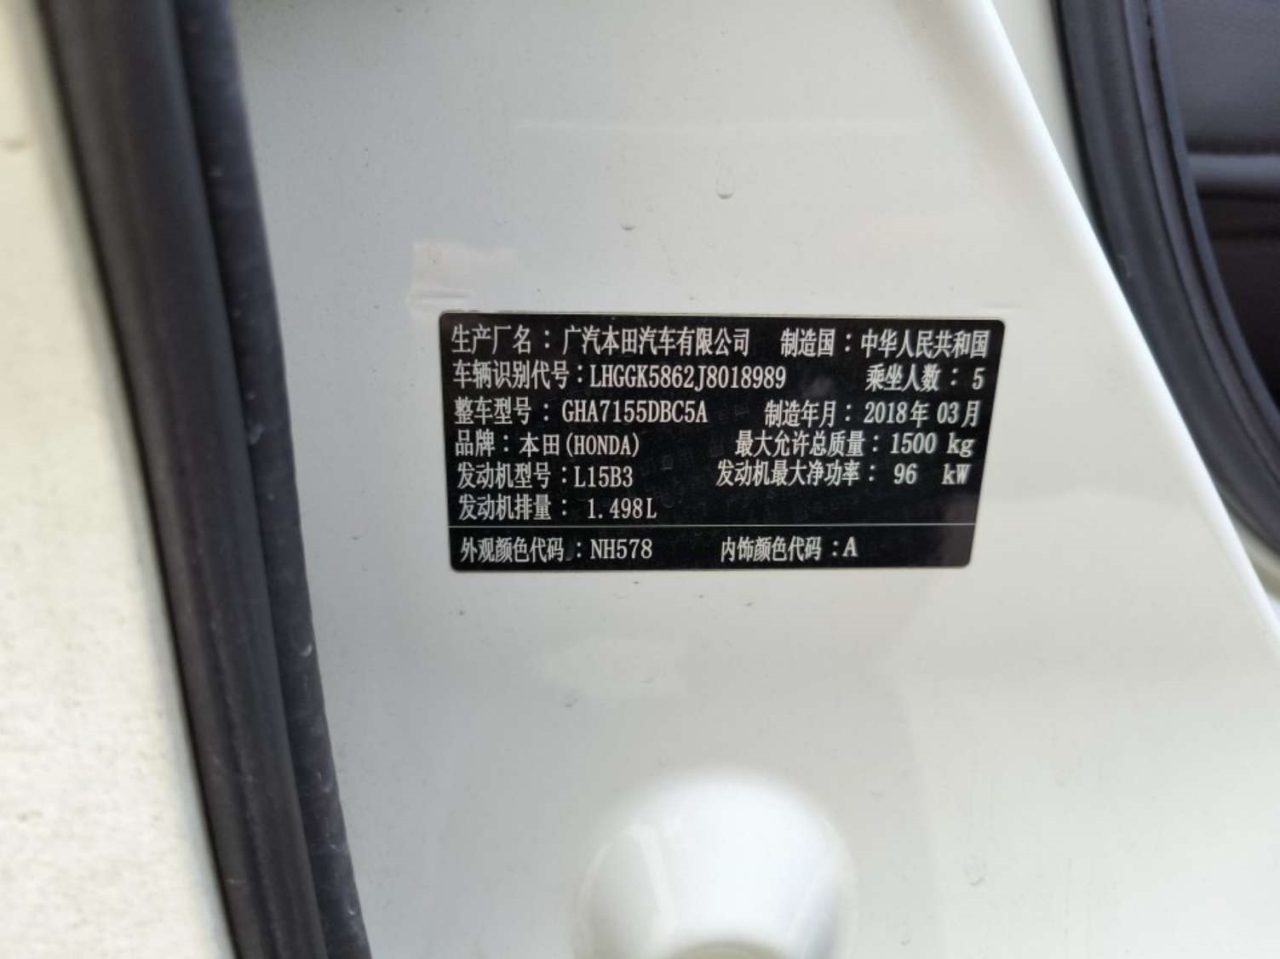 生产厂名：广汽本田汽车有限公司 制造国：中华人民共和国
车辆识别代号：LHGGK5862J8018989 乘坐人数：5
整车型号：GHA7155DBC5A 制造年月：2018年 03月
品牌：本田(HONDA) 最大允许总质量：1500 kg
发动机型号：L15B3 发动机最大净功率：96 kW
发动机排量：1.498L
外观颜色代码：NH578 内饰颜色代码：A